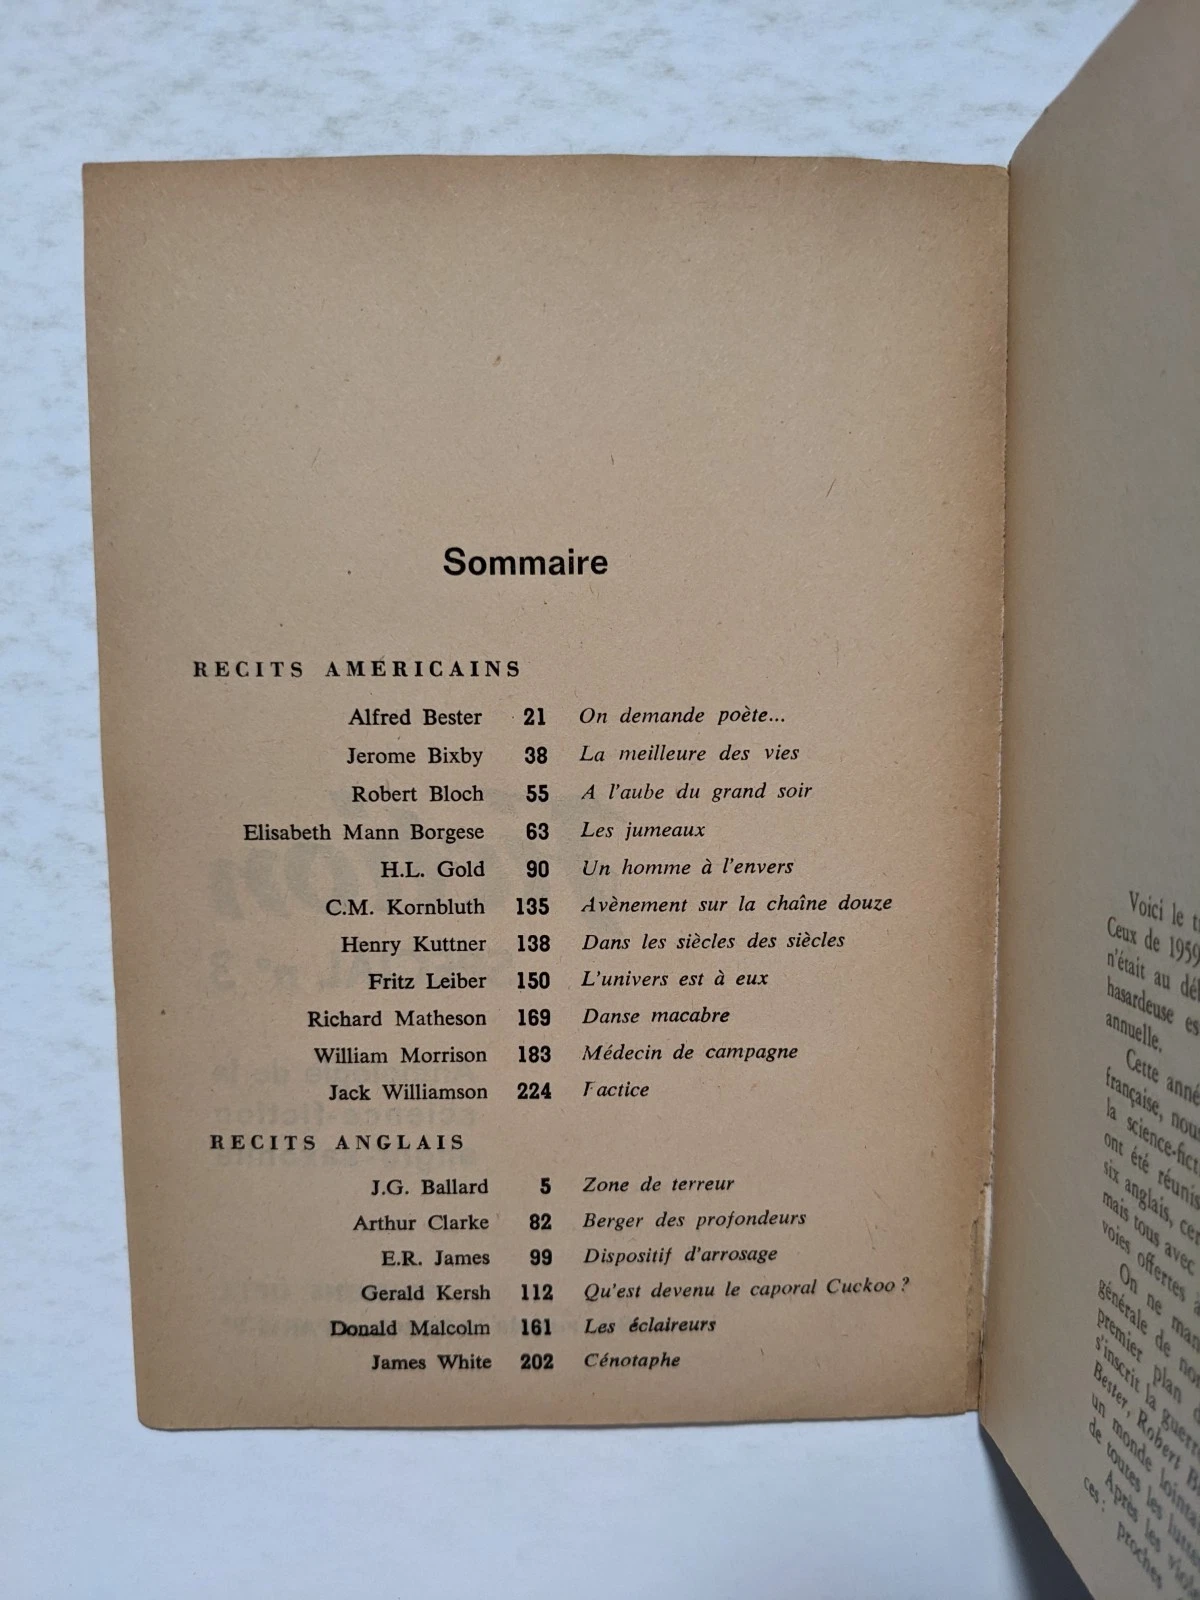 Sommaire
RECITS AMÉRICAINS
Alfred Bester 21 On demande poète...
Jerome Bixby 38 La meilleure des vies
Robert Bloch 55 A l'aube du grand soir
Elisabeth Mann Borgese 63 Les jumeaux
H.L. Gold 90 Un homme à l'envers
C.M. Kornbluth 135 Avènement sur la chaîne douze
Henry Kuttner 138 Dans les siècles des siècles
Fritz Leiber 150 L'univers est à eux
Richard Matheson 169 Danse macabre
William Morrison 183 Médecin de campagne
Jack Williamson 224 Factice
RECITS ANGLAIS
J.G. Ballard 5 Zone de terreur
Arthur Clarke 82 Berger des profondeurs
E.R. James 99 Dispositif d'arrosage
Gerald Kersh 112 Qu'est devenu le caporal Cuckoo ?
Donald Malcolm 161 Les éclaireurs
James White 202 Cénotaphe
Voici le
Ceux de 1959
n'était au
hasardeuse
annuelle.
Cette
française, nous
la
ont été réunis
six anglais,
mais tous avec
voies offertes à
On ne
générale de
premier plan
s'inscrit la
Bester, Robert
un monde
de toutes les
Après les
ces :
proches